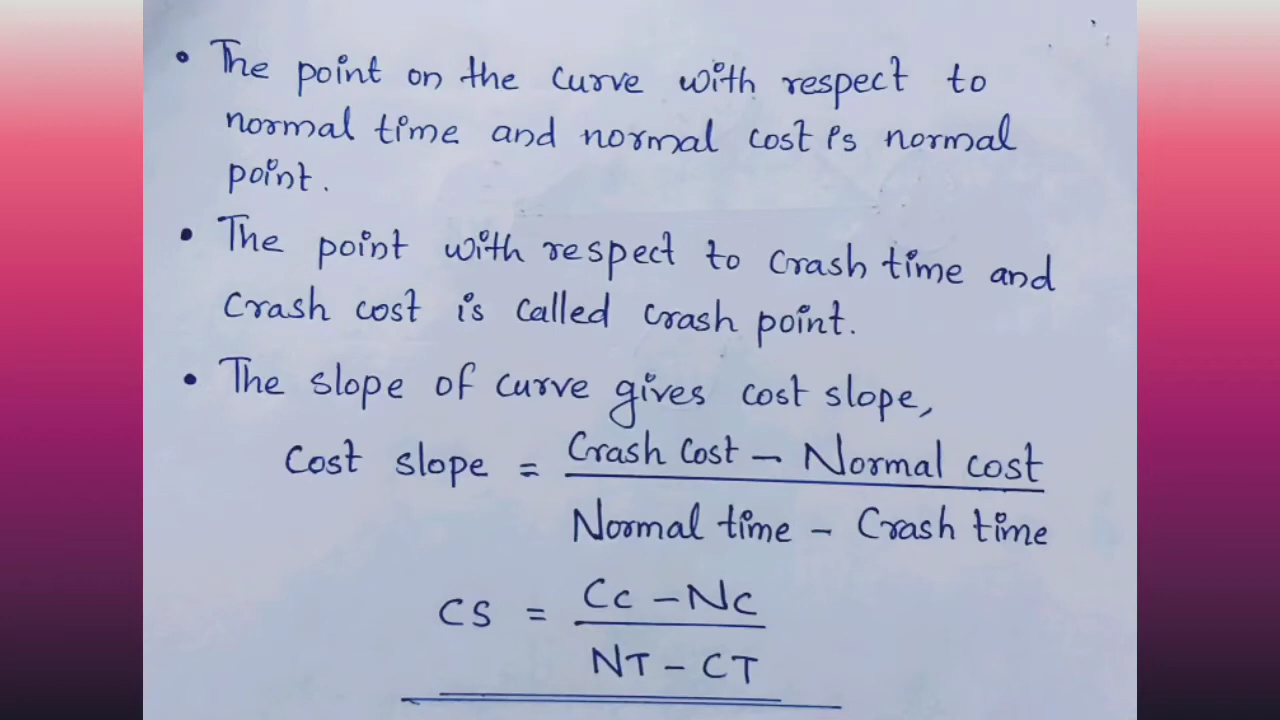 • The point on the curve with respect to
normal time and normal cost is normal
point.
• The point with respect to crash time and
crash cost is called crash point.
• The slope of curve gives cost slope,
Cost slope = Crash cost - Normal cost
Normal time - Crash time
CS = Cc - Nc
NT - CT